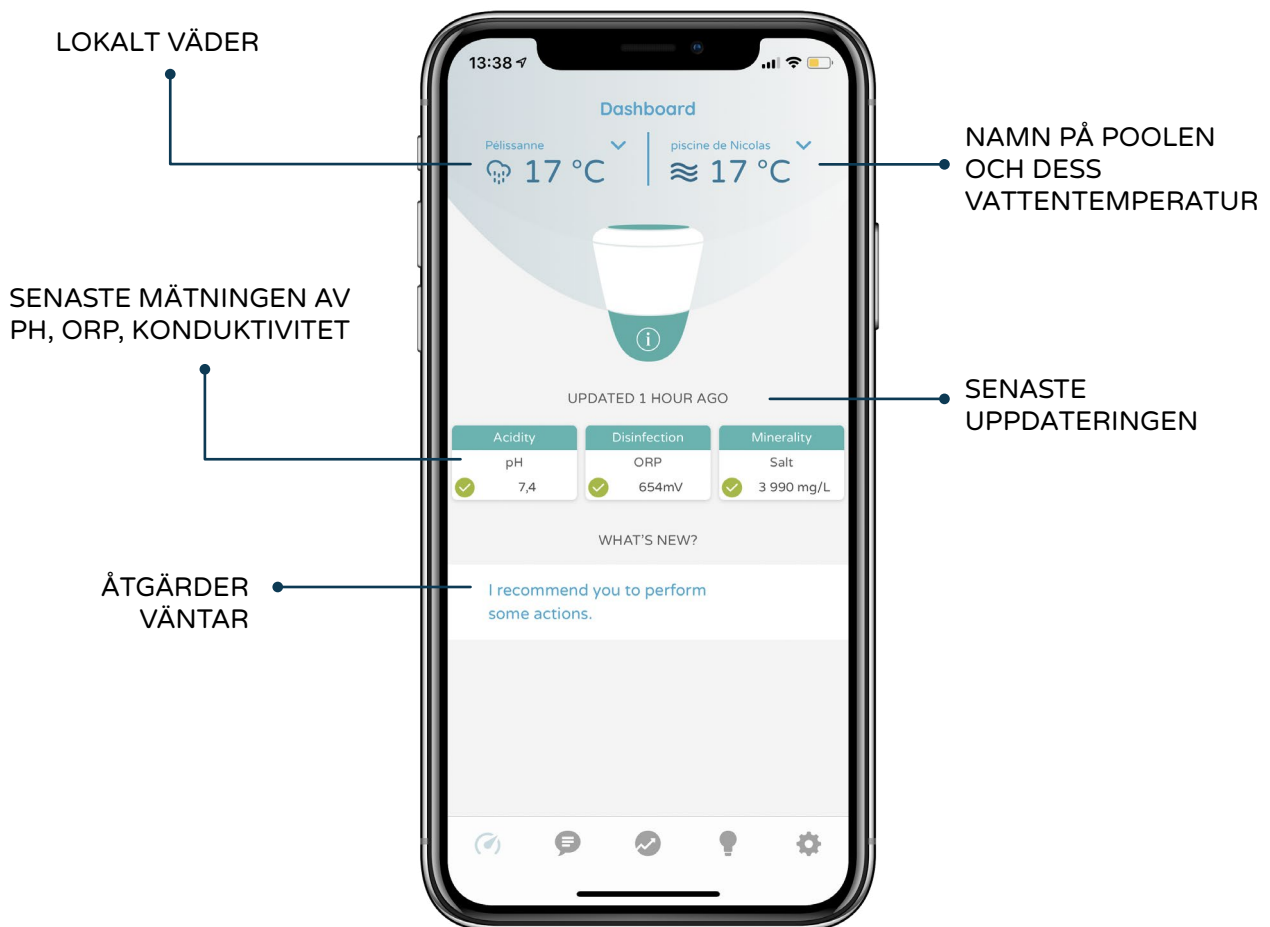 LOKALT VÄDER
13:38
Dashboard
Pélissanne
17 °C
piscine de Nicolas
17 °C
NAMN PÅ POOLEN
OCH DESS
VATTENTEMPERATUR
SENASTE MÄTNINGEN AV
PH, ORP, KONDUKTIVITET
i
UPDATED 1 HOUR AGO
SENASTE
UPPDATERINGEN
Acidity
pH
7,4
Disinfection
ORP
654mV
Minerality
Salt
3 990 mg/L
WHAT'S NEW?
ÅTGÄRDER
VÄNTAR
I recommend you to perform
some actions.